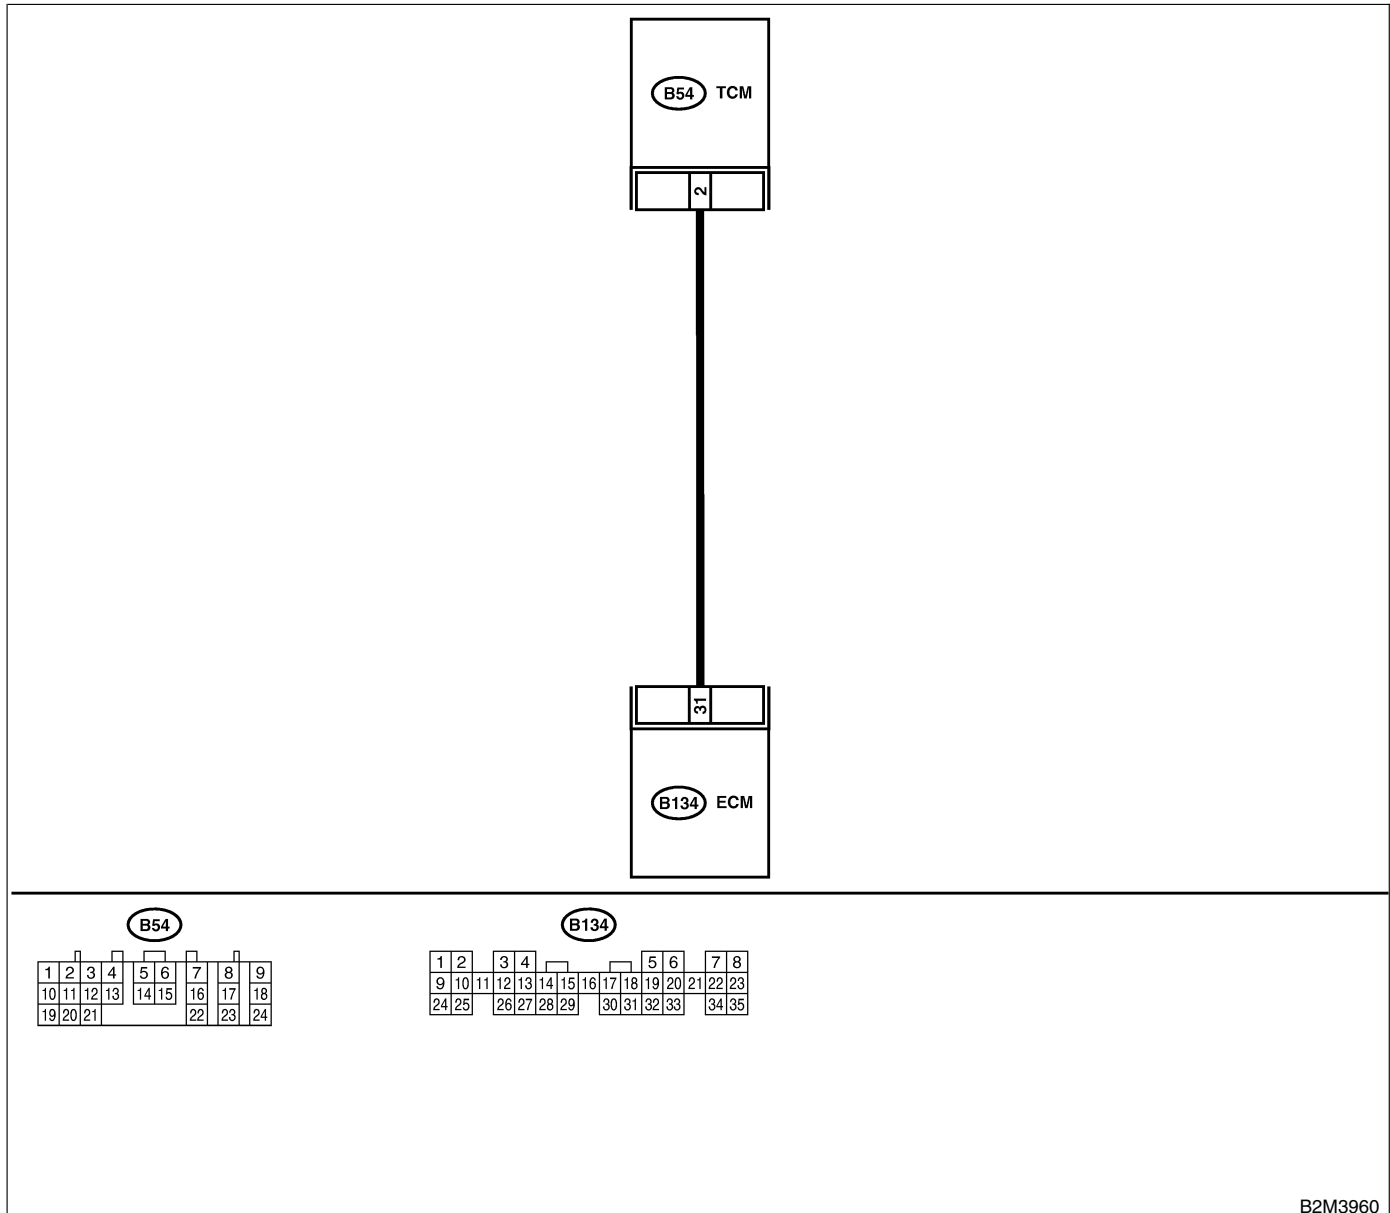 B54 TCM
2
31
B134 ECM
B54
1 2 3 4 5 6 7 8 9
10 11 12 13 14 15 16 17 18
19 20 21 22 23 24
B134
1 2 3 4 5 6 7 8
9 10 11 12 13 14 15 16 17 18 19 20 21 22 23
24 25 26 27 28 29 30 31 32 33 34 35
B2M3960